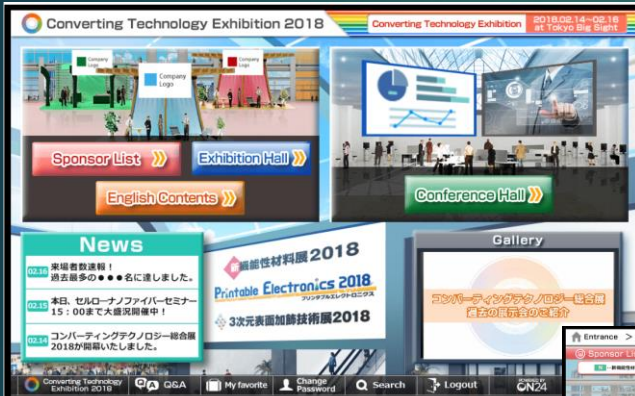 Converting Technology Exhibition 2018
Converting Technology Exhibition
2018.02.14~02.16
at Tokyo Big Sight
Company
Logo
Company
Logo
Company
Logo
Sponsor List
Exhibition Hall
English Contents
Conference Hall
News
02.16 来場者数速報!
過去最多の●●●名に達しました。
02.15 本日、セルローナノファイバーセミナー
15:00まで大盛況開催中!
02.14 コンバーティングテクノロジー総合展
2018が開幕いたしました。
新機能性材料展2018
Printable Electronics 2018
プリンタブルエレクトロニクス
3次元表面加飾技術展2018
Gallery
コンバーティングテクノロジー総合展
過去の展示会のご紹介
Entrance >
Sponsor List
Converting Technology
Exhibition 2018
Q&A
My favorite
Change
Password
Search
Logout
POWERED BY
ON24